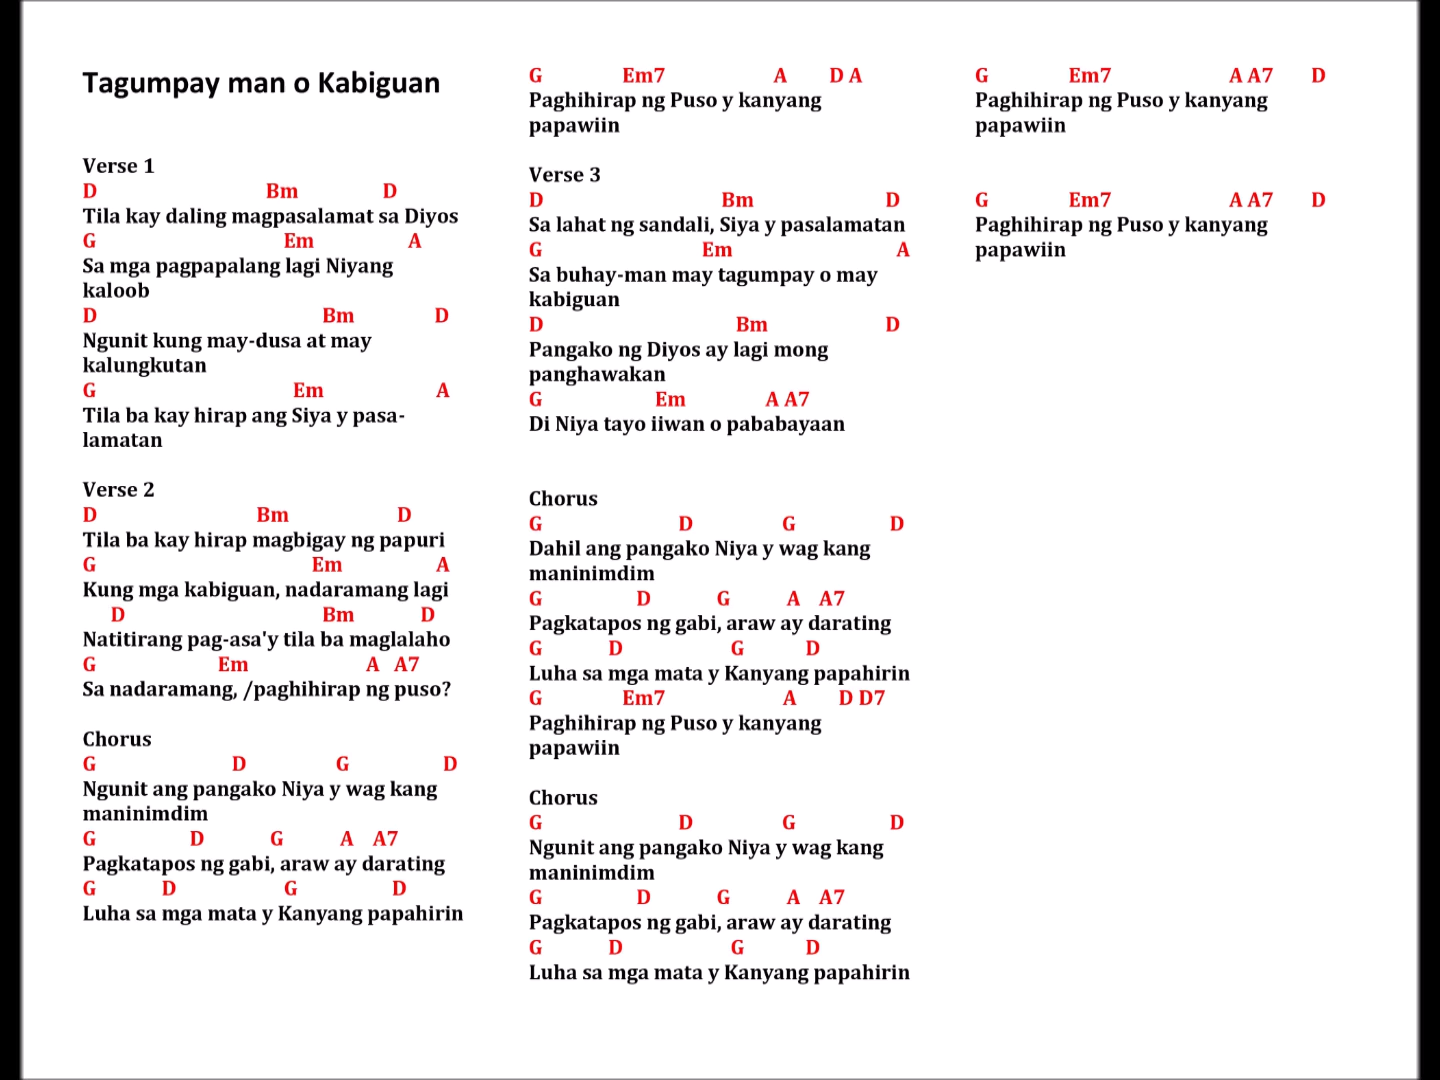 Tagumpay man o Kabiguan
Verse 1
D Bm D
Tila kay daling magpasalamat sa Diyos
G Em A
Sa mga pagpapalang lagi Niyang
kaloob
D Bm D
Ngunit kung may-dusa at may
kalungkutan
G Em A
Tila ba kay hirap ang Siya y pasa-
lamatan
Verse 2
D Bm D
Tila ba kay hirap magbigay ng papuri
G Em A
Kung mga kabiguan, nadaramang lagi
D Bm D
Natitirang pag-asa'y tila ba maglalaho
G Em A A7
Sa nadaramang, /paghihirap ng puso?
Chorus
G D G D
Ngunit ang pangako Niya y wag kang
maninimdim
G D G A A7
Pagkatapos ng gabi, araw ay darating
G D G D
Luha sa mga mata y Kanyang papahirin
G Em7 A D A
Paghihirap ng Puso y kanyang
papawiin
Verse 3
D Bm D
Sa lahat ng sandali, Siya y pasalamatan
G Em A
Sa buhay-man may tagumpay o may
kabiguan
D Bm D
Pangako ng Diyos ay lagi mong
panghawakan
G Em A A7
Di Niya tayo iiwan o pababayaan
Chorus
G D G D
Dahil ang pangako Niya y wag kang
maninimdim
G D G A A7
Pagkatapos ng gabi, araw ay darating
G D G D
Luha sa mga mata y Kanyang papahirin
G Em7 A D D7
Paghihirap ng Puso y kanyang
papawiin
Chorus
G D G D
Ngunit ang pangako Niya y wag kang
maninimdim
G D G A A7
Pagkatapos ng gabi, araw ay darating
G D G D
Luha sa mga mata y Kanyang papahirin
G Em7 A A7 D
Paghihirap ng Puso y kanyang
papawiin
G Em7 A A7 D
Paghihirap ng Puso y kanyang
papawiin